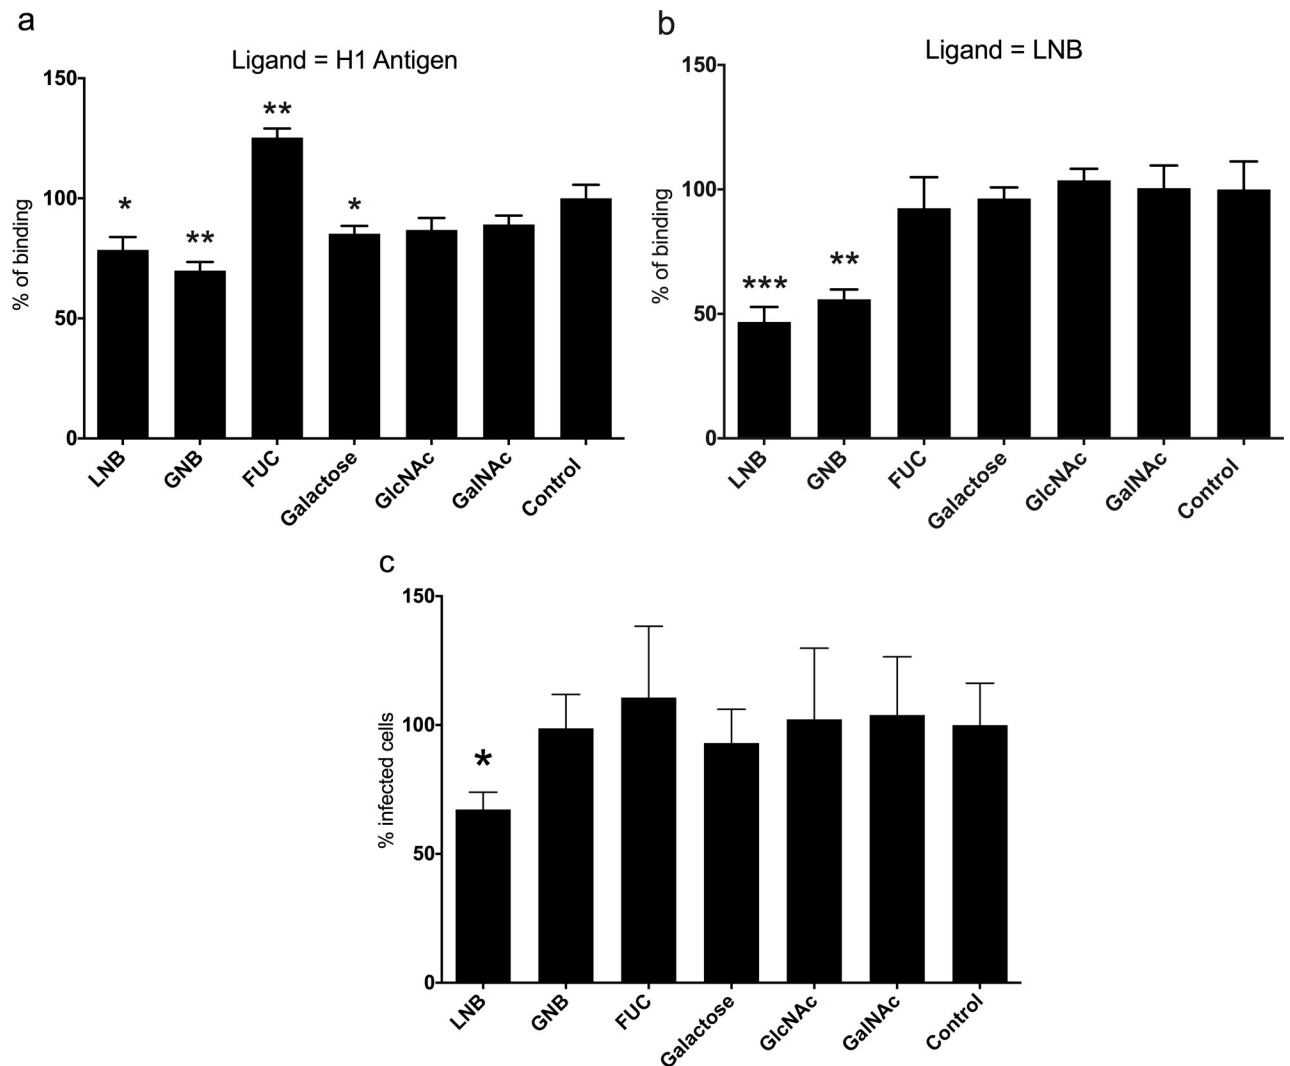 a
Ligand = H1 Antigen
% of binding
150
100
50
0
*
**
**
*
LNB
GNB
FUC
Galactose
GlcNAc
GalNAc
Control
b
Ligand = LNB
% of binding
150
100
50
0
***
**
LNB
GNB
FUC
Galactose
GlcNAc
GalNAc
Control
c
% infected cells
150
100
50
0
*
LNB
GNB
FUC
Galactose
GlcNAc
GalNAc
Control